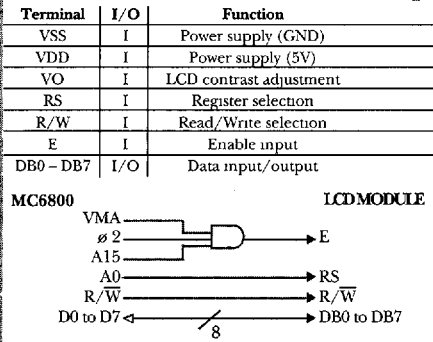 Terminal I/O Function
VSS I Power supply (GND)
VDD I Power supply (5V)
VO I LCD contrast adjustment
RS I Register selection
R/W I Read/Write selection
E I Enable input
DB0 – DB7 I/O Data input/output
MC6800 LCD MODULE
VMA
ø 2 E
A15
A0 RS
R/W̅ R/W̅
D0 to D7 DB0 to DB7
8